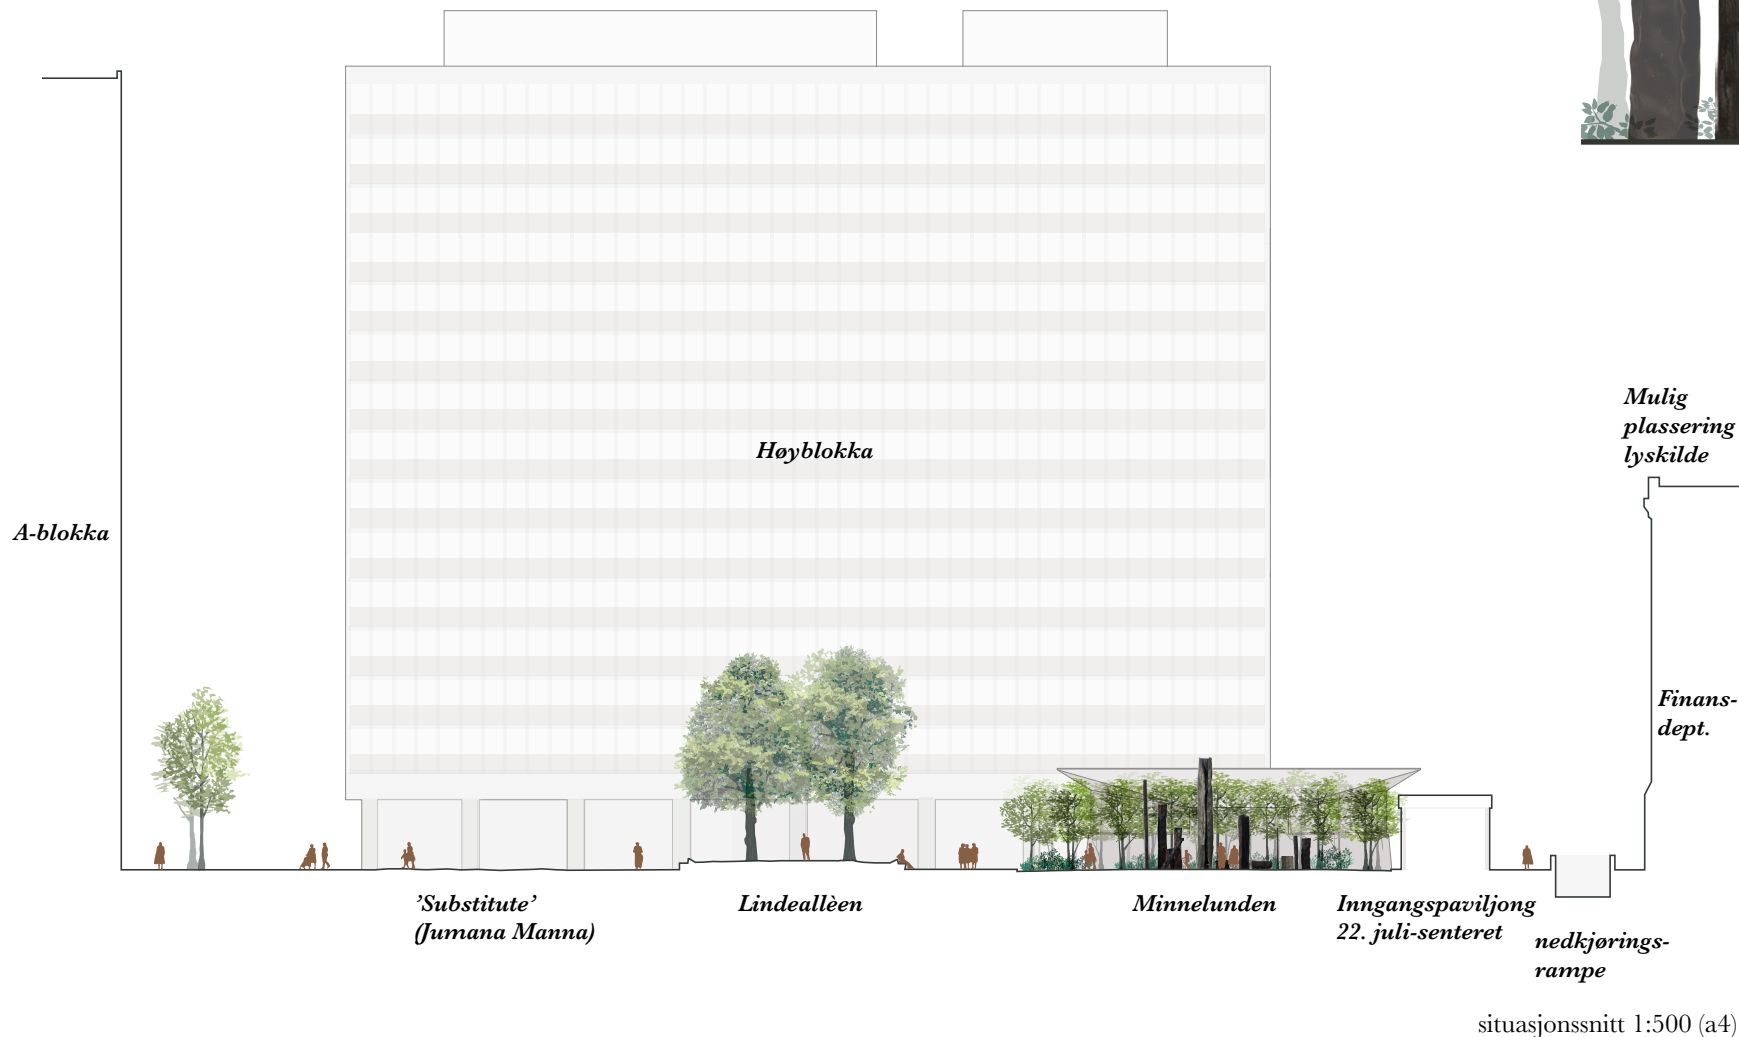 Mulig
plassering
lyskilde
Høyblokka
A-blokka
Finans-
dept.
’Substitute’
(Jumana Manna)
Lindeallèen
Minnelunden
Inngangspaviljong
22. juli-senteret
nedkjørings-
rampe
situasjonssnitt 1:500 (a4)